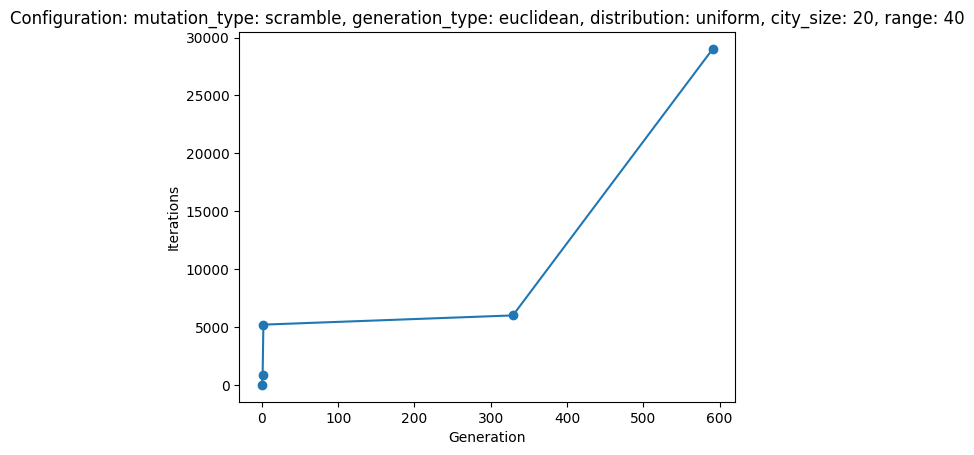 Configuration: mutation_type: scramble, generation_type: euclidean, distribution: uniform, city_size: 20, range: 40
30000
25000
20000
15000
10000
5000
0
Iterations
0 100 200 300 400 500 600
Generation